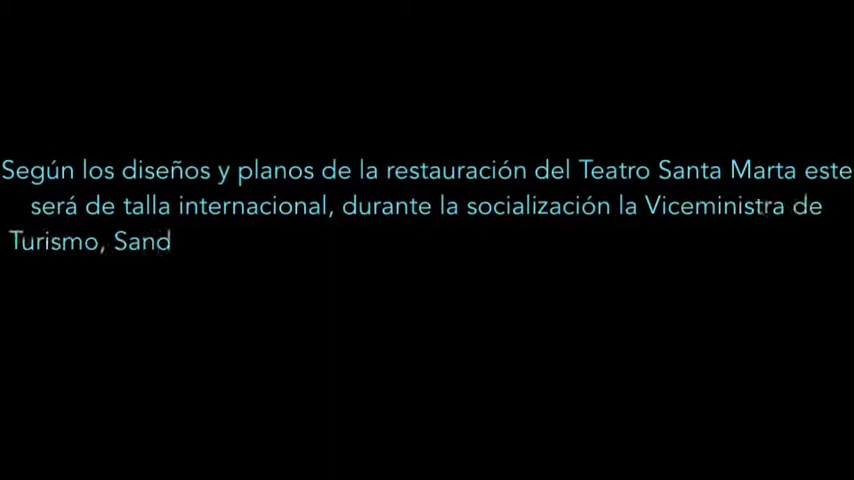 Según los diseños y planos de la restauración del Teatro Santa Marta este
será de talla internacional, durante la socialización la Viceministra de
Turismo, Sand